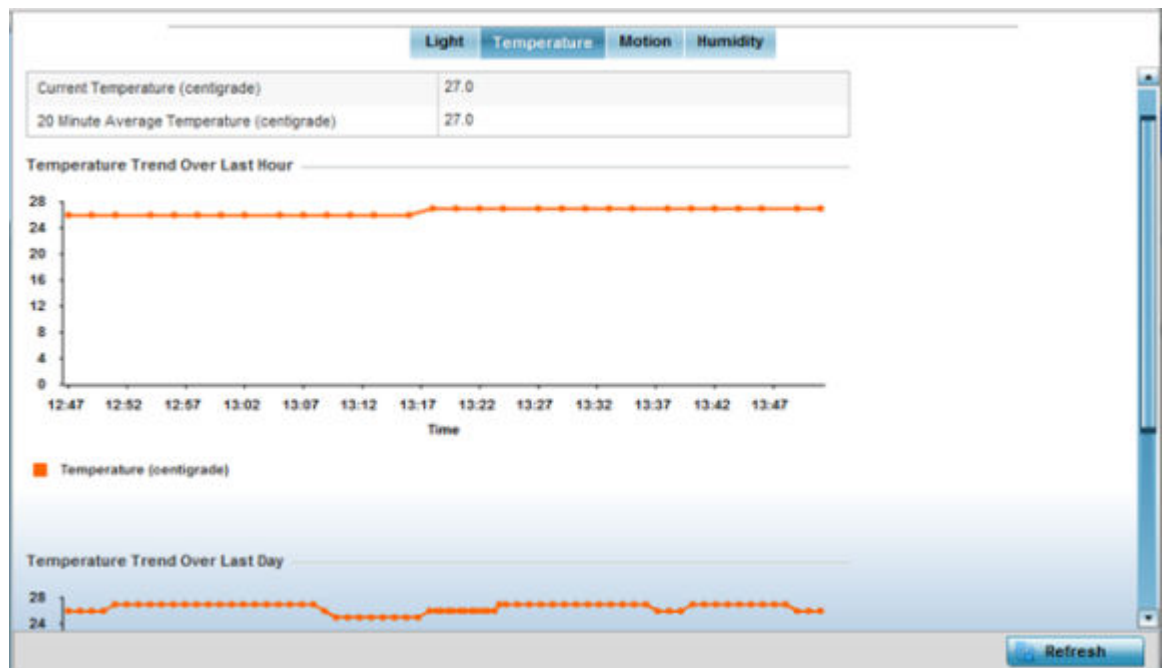 Light Temperature Motion Humidity
Current Temperature (centigrade) 27.0
20 Minute Average Temperature (centigrade) 27.0
Temperature Trend Over Last Hour
28
24
20
16
12
8
4
0
12:47 12:52 12:57 13:02 13:07 13:12 13:17 13:22 13:27 13:32 13:37 13:42 13:47
Time
Temperature (centigrade)
Temperature Trend Over Last Day
28
24
Refresh